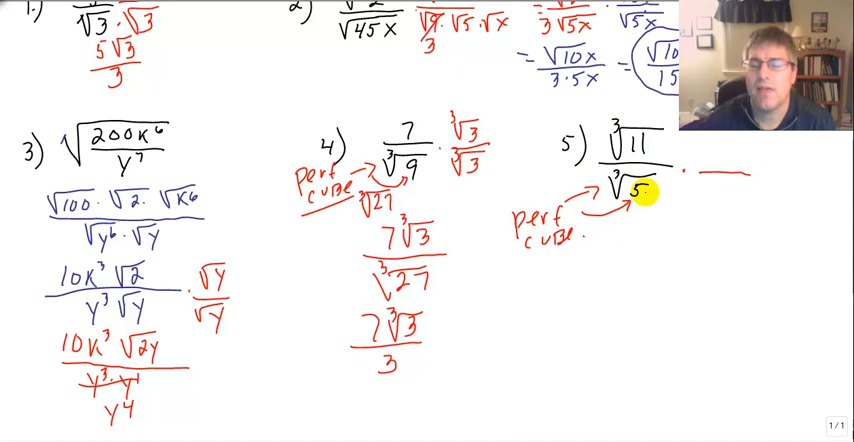 1.) √3 · √3
5√3 / 3
2) √45x √9 · √5 · √x 3√5x · √5x
3
= √10x / 3·5x = √10 / 15
3) √(200k⁶ / y⁷)
√100 · √2 · √k⁶ / √y⁶ · √y
10k³ √2 / y³ √y · √y / √y
10k³ √2y / y³ · y¹
y⁴
4) 7 / ∛9 · ∛3 / ∛3
perf cube ∛27
7∛3 / ∛27
7∛3 / 3
5) ∛11 / ∛5 ·
perf
cube.
1/1